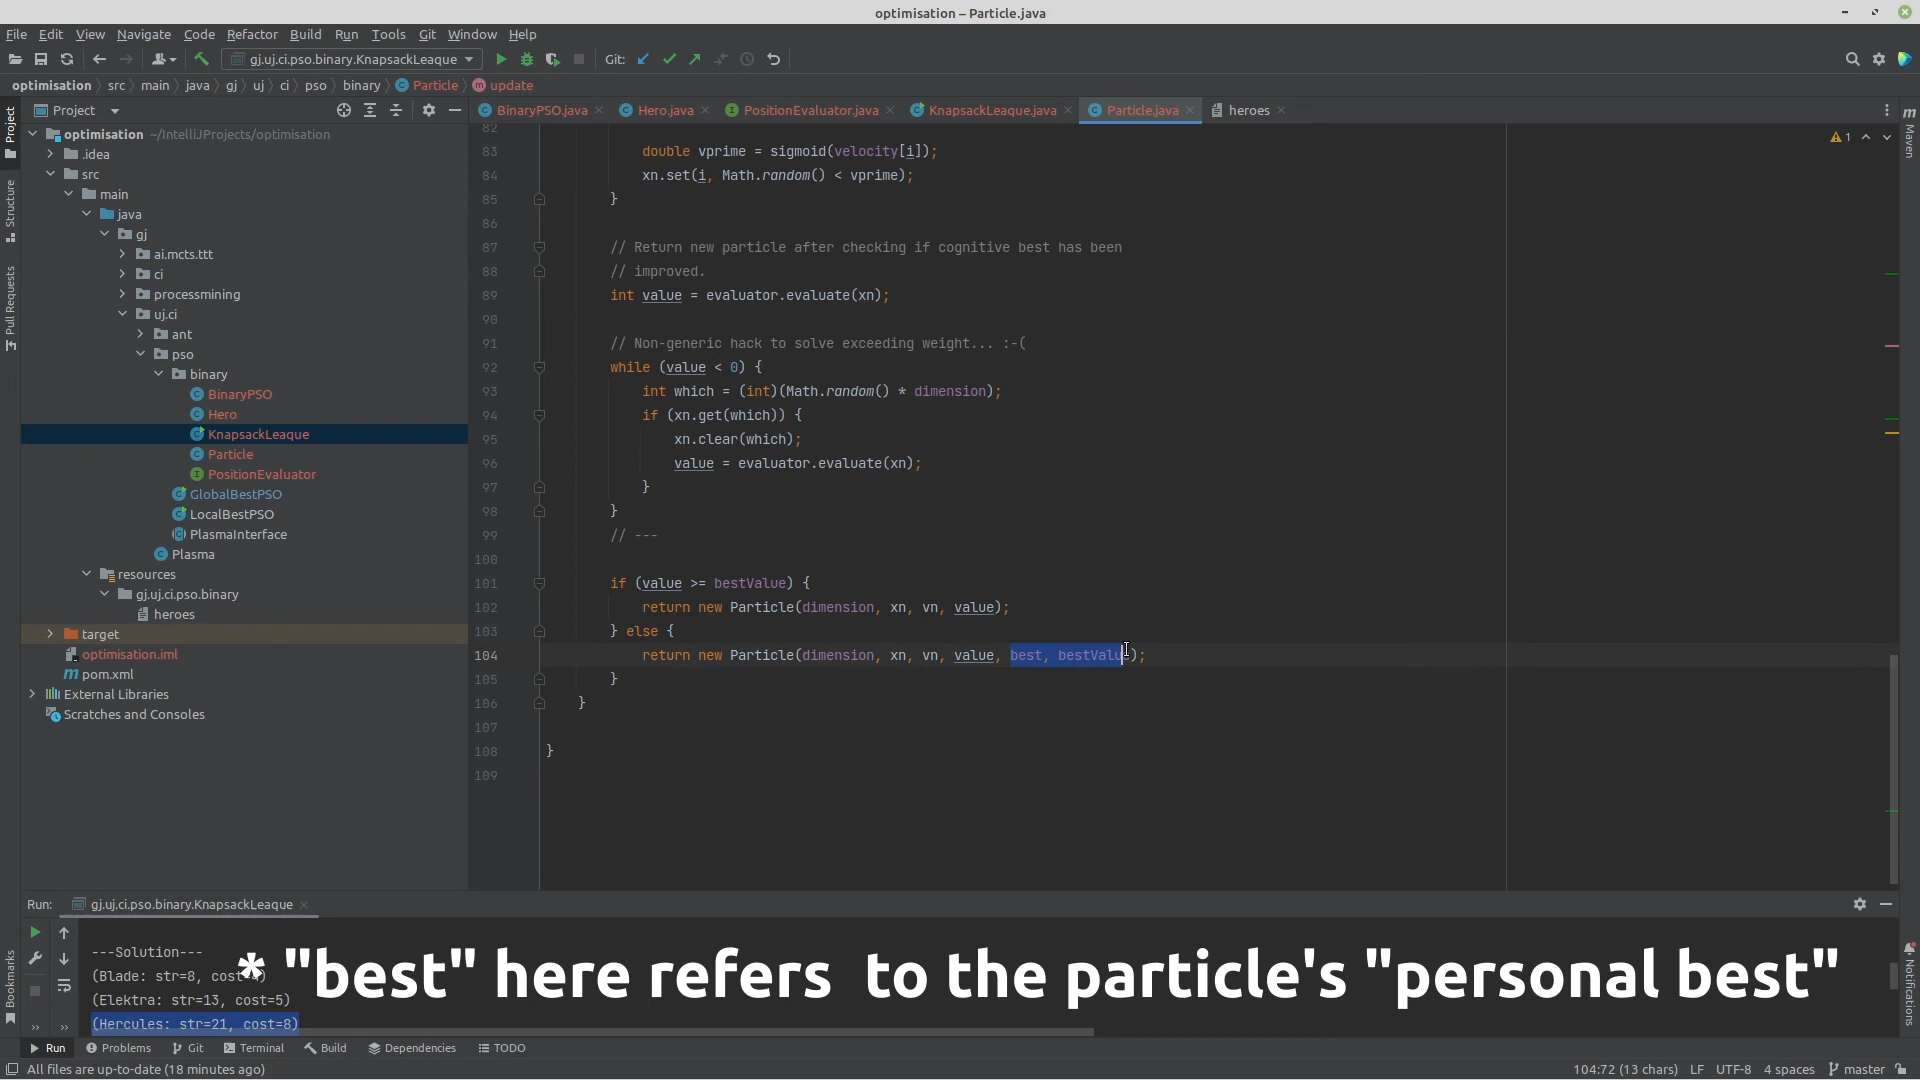 optimisation – Particle.java
File Edit View Navigate Code Refactor Build Run Tools Git Window Help
gj.uj.ci.pso.binary.KnapsackLeaque Git:
optimisation src main java gj uj ci pso binary Particle update
Project
BinaryPSO.java Hero.java PositionEvaluator.java KnapsackLeaque.java Particle.java heroes
Project
Structure
Pull Requests
Bookmarks
Maven
Notifications
optimisation ~/IntelliJProjects/optimisation
.idea
src
main
java
gj
ai.mcts.ttt
ci
processmining
uj.ci
ant
pso
binary
BinaryPSO
Hero
KnapsackLeaque
Particle
PositionEvaluator
GlobalBestPSO
LocalBestPSO
PlasmaInterface
Plasma
resources
gj.uj.ci.pso.binary
heroes
target
optimisation.iml
pom.xml
External Libraries
Scratches and Consoles
1
82
83 double vprime = sigmoid(velocity[i]);
84 xn.set(i, Math.random() < vprime);
85 }
86
87 // Return new particle after checking if cognitive best has been
88 // improved.
89 int value = evaluator.evaluate(xn);
90
91 // Non-generic hack to solve exceeding weight... :-(
92 while (value < 0) {
93 int which = (int)(Math.random() * dimension);
94 if (xn.get(which)) {
95 xn.clear(which);
96 value = evaluator.evaluate(xn);
97 }
98 }
99 // ---
100
101 if (value >= bestValue) {
102 return new Particle(dimension, xn, vn, value);
103 } else {
104 return new Particle(dimension, xn, vn, value, best, bestValue);
105 }
106 }
107
108 }
109
Run: gj.uj.ci.pso.binary.KnapsackLeaque
---Solution---
(Blade: str=8, cost=
(Elektra: str=13, cost=5)
(Hercules: str=21, cost=8)
* "best" here refers to the particle's "personal best"
Run Problems Git Terminal Build Dependencies TODO
All files are up-to-date (18 minutes ago) 104:72 (13 chars) LF UTF-8 4 spaces master